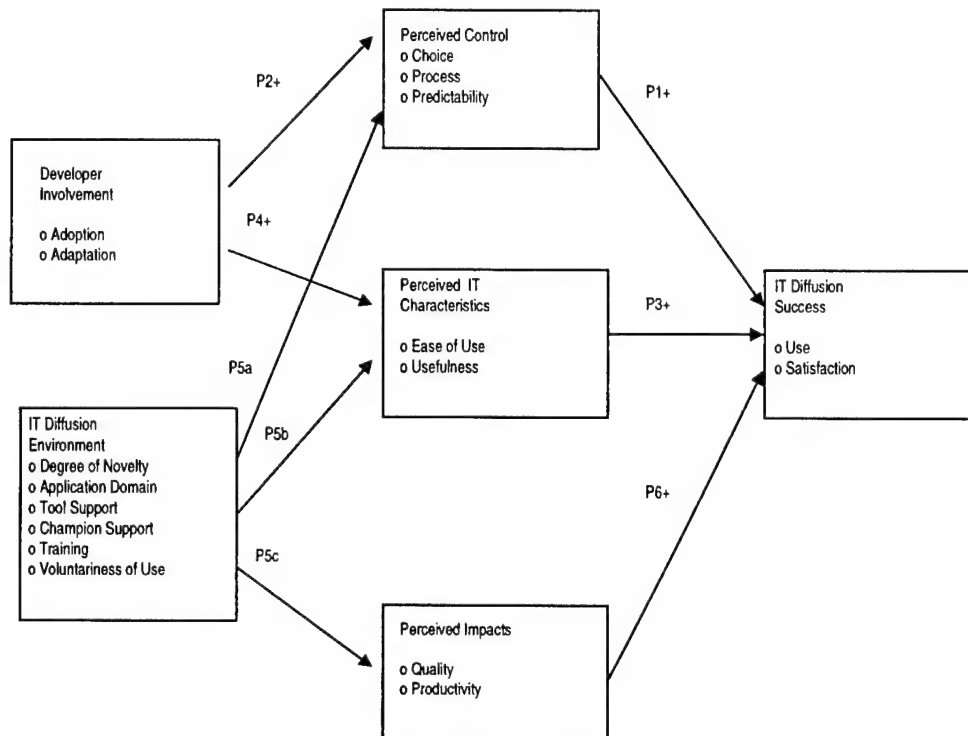 Perceived Control
o Choice
o Process
o Predictability
P2+
P1+
Developer
Involvement
o Adoption
o Adaptation
P4+
Perceived IT
Characteristics
o Ease of Use
o Usefulness
P3+
IT Diffusion
Success
o Use
o Satisfaction
P5a
IT Diffusion
Environment
o Degree of Novelty
o Application Domain
o Tool Support
o Champion Support
o Training
o Voluntariness of Use
P5b
P6+
P5c
Perceived Impacts
o Quality
o Productivity